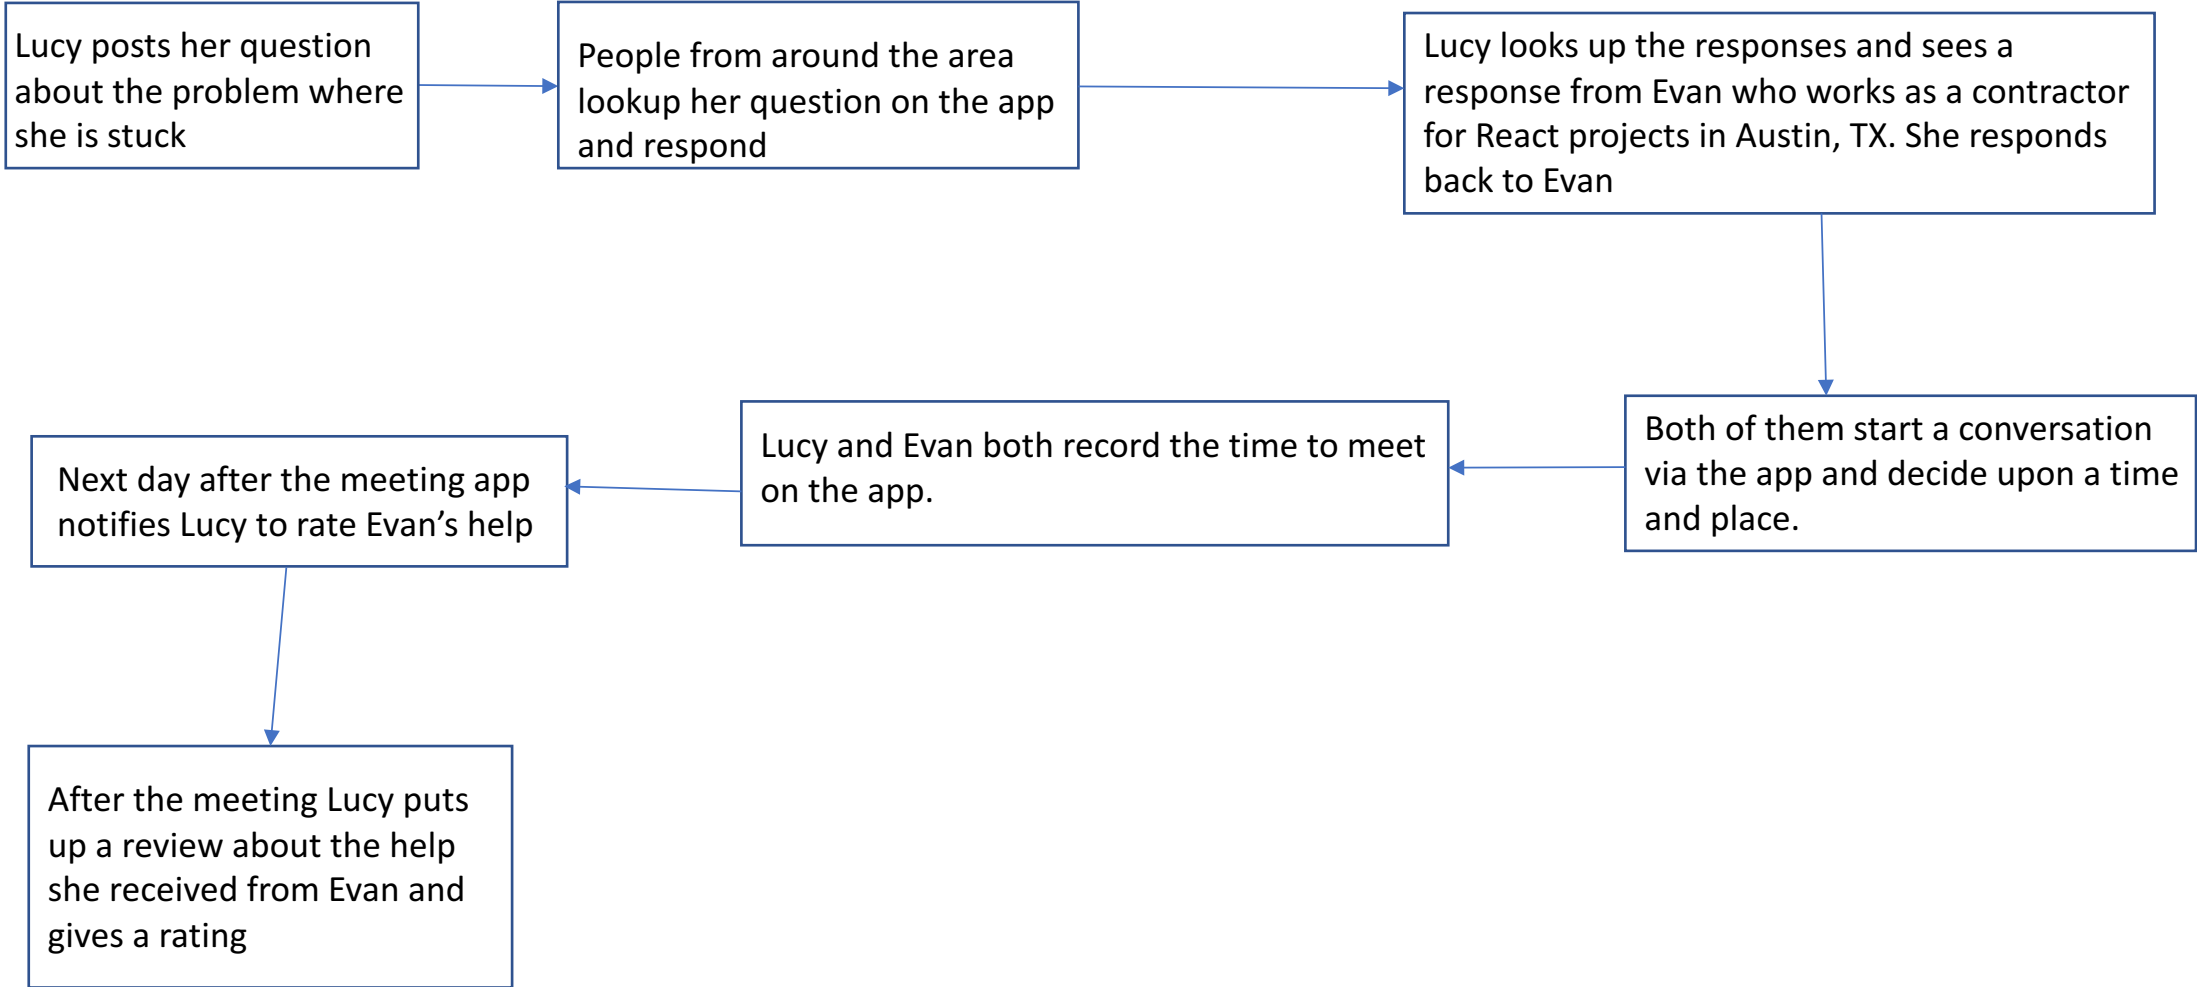 Lucy posts her question
about the problem where
she is stuck
People from around the area
lookup her question on the app
and respond
Lucy looks up the responses and sees a
response from Evan who works as a contractor
for React projects in Austin, TX. She responds
back to Evan
Both of them start a conversation
via the app and decide upon a time
and place.
Lucy and Evan both record the time to meet
on the app.
Next day after the meeting app
notifies Lucy to rate Evan’s help
After the meeting Lucy puts
up a review about the help
she received from Evan and
gives a rating